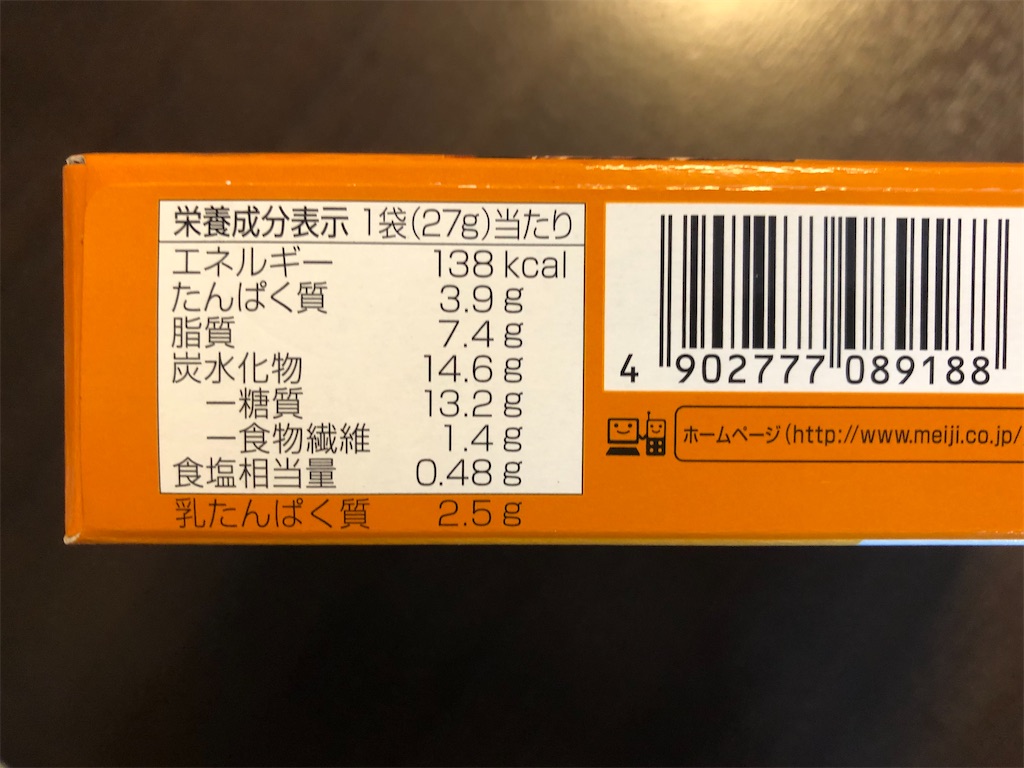 栄養成分表示 1袋(27g)当たり
エネルギー 138 kcal
たんぱく質 3.9 g
脂質 7.4 g
炭水化物 14.6 g
ー糖質 13.2 g
ー食物繊維 1.4 g
食塩相当量 0.48 g
乳たんぱく質 2.5 g
4 902777 089188
ホームページ(http://www.meiji.co.jp/